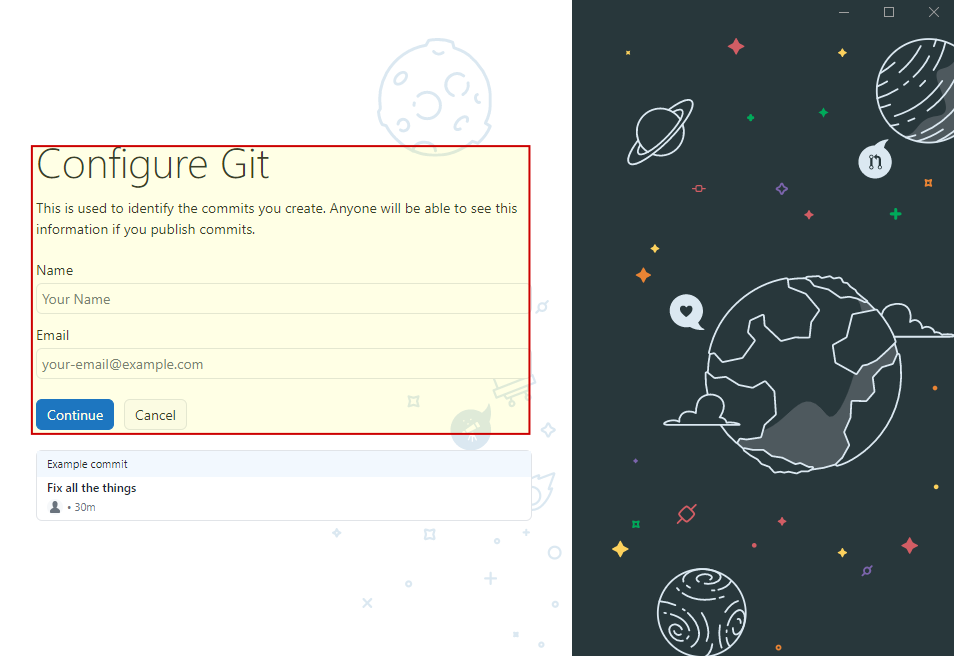 Configure Git
This is used to identify the commits you create. Anyone will be able to see this
information if you publish commits.
Name
Your Name
Email
your-email@example.com
Continue Cancel
Example commit
Fix all the things
• 30m